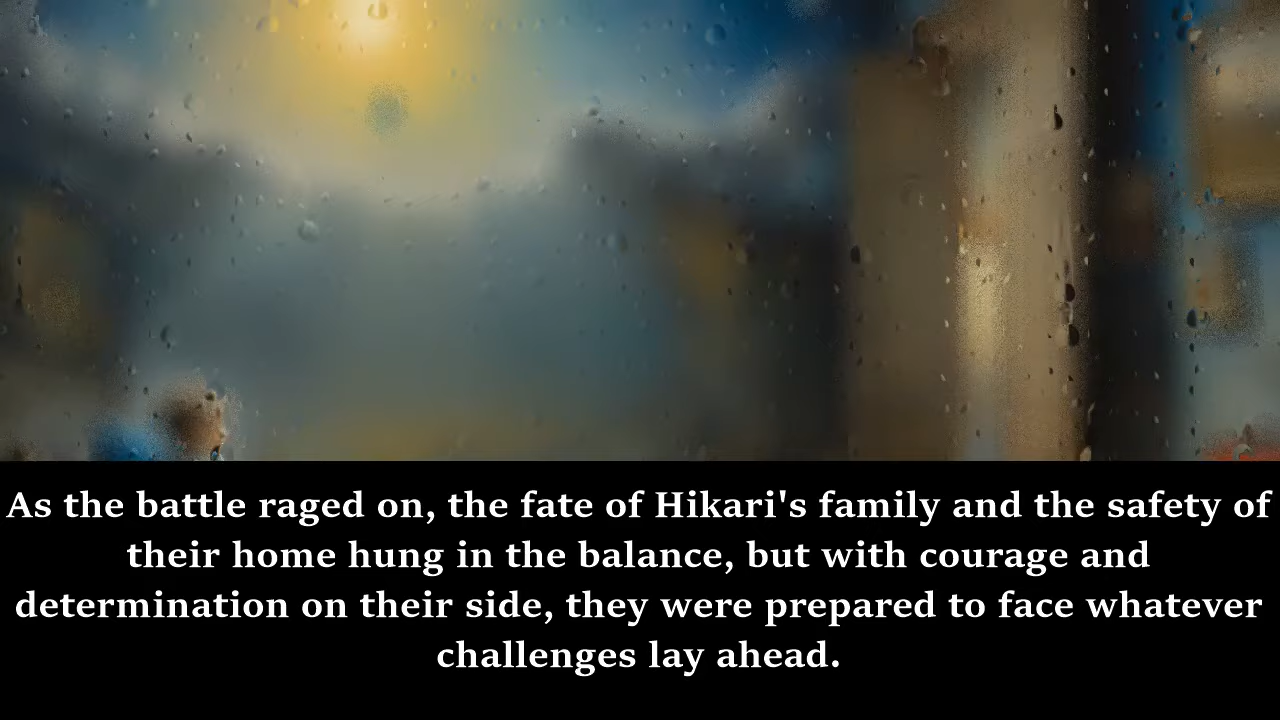 As the battle raged on, the fate of Hikari's family and the safety of
their home hung in the balance, but with courage and
determination on their side, they were prepared to face whatever
challenges lay ahead.